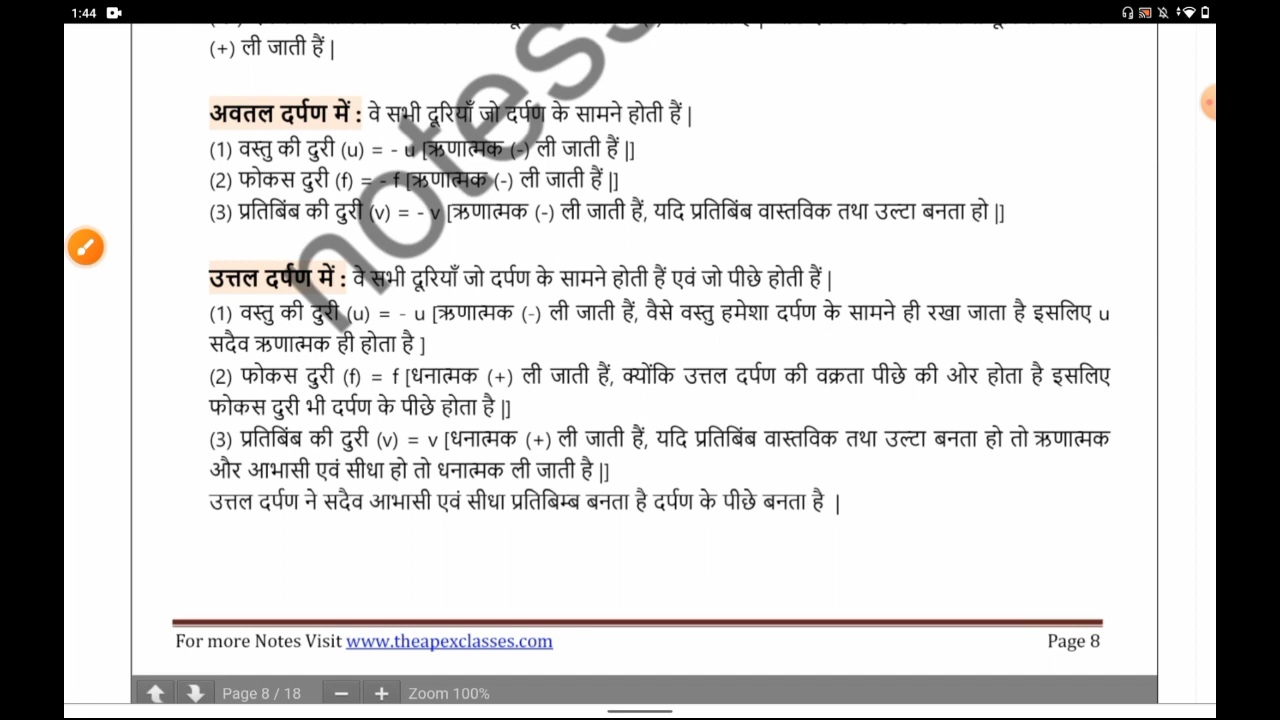 1:44
(+) ली जाती हैं |
notes
अवतल दर्पण में : वे सभी दूरियाँ जो दर्पण के सामने होती हैं |
(1) वस्तु की दुरी (u) = - u [ऋणात्मक (-) ली जाती हैं |]
(2) फोकस दुरी (f) = - f [ऋणात्मक (-) ली जाती हैं |]
(3) प्रतिबिंब की दुरी (v) = - v [ऋणात्मक (-) ली जाती हैं, यदि प्रतिबिंब वास्तविक तथा उल्टा बनता हो |]
उत्तल दर्पण में : वे सभी दूरियाँ जो दर्पण के सामने होती हैं एवं जो पीछे होती हैं |
(1) वस्तु की दुरी (u) = - u [ऋणात्मक (-) ली जाती हैं, वैसे वस्तु हमेशा दर्पण के सामने ही रखा जाता है इसलिए u
सदैव ऋणात्मक ही होता है ]
(2) फोकस दुरी (f) = f [धनात्मक (+) ली जाती हैं, क्योंकि उत्तल दर्पण की वक्रता पीछे की ओर होता है इसलिए
फोकस दुरी भी दर्पण के पीछे होता है |]
(3) प्रतिबिंब की दुरी (v) = v [धनात्मक (+) ली जाती हैं, यदि प्रतिबिंब वास्तविक तथा उल्टा बनता हो तो ऋणात्मक
और आभासी एवं सीधा हो तो धनात्मक ली जाती है |]
उत्तल दर्पण ने सदैव आभासी एवं सीधा प्रतिबिम्ब बनता है दर्पण के पीछे बनता है |
For more Notes Visit www.theapexclasses.com
Page 8
Page 8 / 18
Zoom 100%